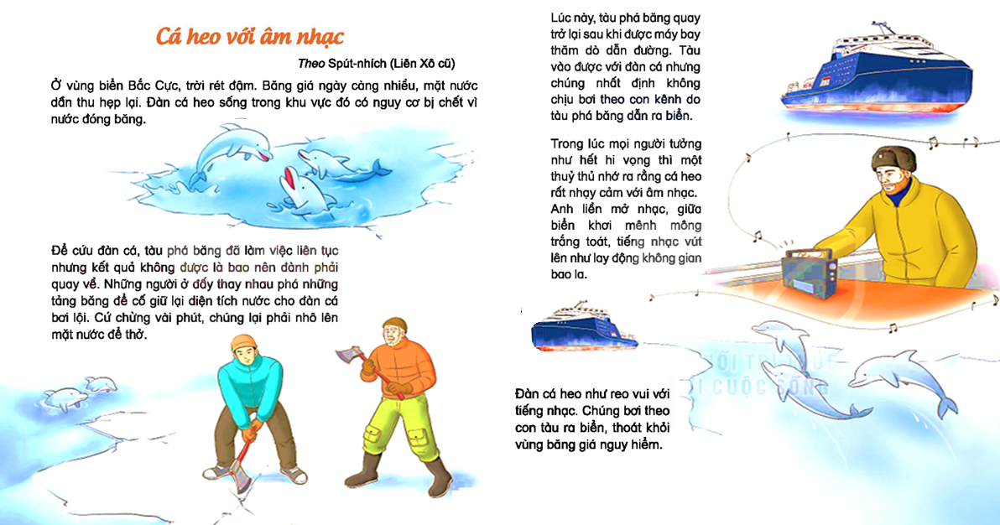 Cá heo với âm nhạc
Theo Spút-nhích (Liên Xô cũ)
Ở vùng biển Bắc Cực, trời rét đậm. Băng giá ngày càng nhiều, mặt nước
dần thu hẹp lại. Đàn cá heo sống trong khu vực đó có nguy cơ bị chết vì
nước đóng băng.
Để cứu đàn cá, tàu phá băng đã làm việc liên tục
nhưng kết quả không được là bao nên đành phải
quay về. Những người ở đấy thay nhau phá những
tảng băng để cố giữ lại diện tích nước cho đàn cá
bơi lội. Cứ chừng vài phút, chúng lại phải nhô lên
mặt nước để thở.
Lúc này, tàu phá băng quay
trở lại sau khi được máy bay
thăm dò dẫn đường. Tàu
vào được với đàn cá nhưng
chúng nhất định không
chịu bơi theo con kênh do
tàu phá băng dẫn ra biển.
Trong lúc mọi người tưởng
như hết hi vọng thì một
thuỷ thủ nhớ ra rằng cá heo
rất nhạy cảm với âm nhạc.
Anh liền mở nhạc, giữa
biển khơi mênh mông
trắng toát, tiếng nhạc vút
lên như lay động không gian
bao la.
Đàn cá heo như reo vui với
tiếng nhạc. Chúng bơi theo
con tàu ra biển, thoát khỏi
vùng băng giá nguy hiểm.
NỐI TRI THỨC
I CUỘC SỐNG